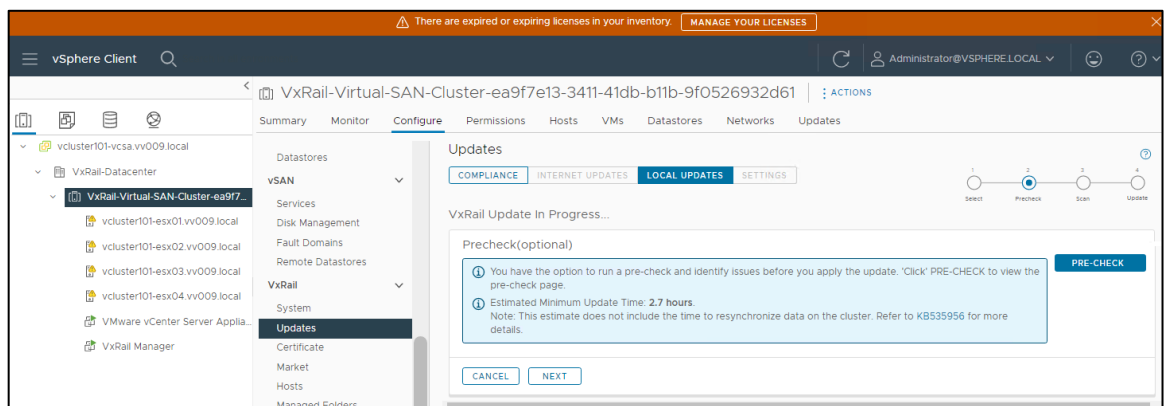 There are expired or expiring licenses in your inventory. MANAGE YOUR LICENSES
vSphere Client
Administrator@VSPHERE.LOCAL
VxRail-Virtual-SAN-Cluster-ea9f7e13-3411-41db-b11b-9f0526932d61
ACTIONS
Summary Monitor Configure Permissions Hosts VMs Datastores Networks Updates
vcluster101-vcsa.vv009.local
VxRail-Datacenter
VxRail-Virtual-SAN-Cluster-ea9f7...
vcluster101-esx01.vv009.local
vcluster101-esx02.vv009.local
vcluster101-esx03.vv009.local
vcluster101-esx04.vv009.local
VMware vCenter Server Applia...
VxRail Manager
Datastores
vSAN
Services
Disk Management
Fault Domains
Remote Datastores
VxRail
System
Updates
Certificate
Market
Hosts
Managed Folders
Updates
COMPLIANCE INTERNET UPDATES LOCAL UPDATES SETTINGS
1 2 3 4
Select Precheck Scan Update
VxRail Update In Progress...
Precheck(optional)
You have the option to run a pre-check and identify issues before you apply the update. 'Click' PRE-CHECK to view the
pre-check page.
Estimated Minimum Update Time: 2.7 hours.
Note: This estimate does not include the time to resynchronize data on the cluster. Refer to KB535956 for more
details.
PRE-CHECK
CANCEL NEXT